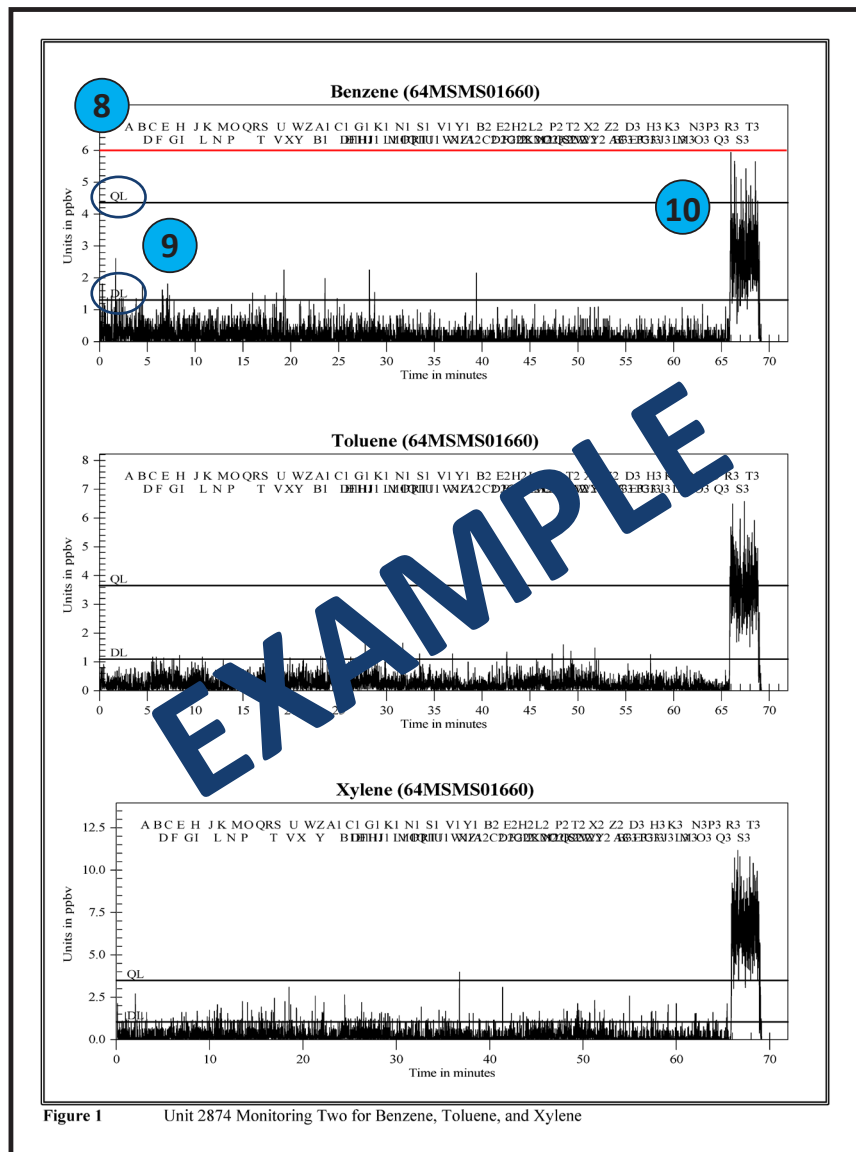 Benzene (64MSMS01660)
8
A B C E H J K M O Q R S U W Z A1 C1 G1 K1 N1 S1 V1 Y1 B2 E2 H2 L2 P2 T2 X2 Z2 D3 H3 K3 N3 P3 R3 T3
D F G I L N P T V X Y B1
O3 Q3 S3
6
5
4
3
2
1
0
QL
DL
9
10
Units in ppbv
0 5 10 15 20 25 30 35 40 45 50 55 60 65 70
Time in minutes
Toluene (64MSMS01660)
A B C E H J K M O Q R S U W Z A1 C1 G1 K1 N1 S1 V1 Y1 B2 E2 H2
T2 X2
D3 H3
R3 T3
D F G I L N P T V X Y B1
O3 Q3 S3
8
7
6
5
4
3
2
1
0
QL
DL
Units in ppbv
0 5 10 15 20 25 30 35 40 45 50 55 60 65 70
Time in minutes
EXAMPLE
Xylene (64MSMS01660)
A B C E H J K M O Q R S U W Z A1 C1 G1 K1 N1 S1 V1 Y1 B2 E2 H2 L2 P2 T2 X2 Z2 D3 H3 K3 N3 P3 R3 T3
D F G I L N P T V X Y
O3 Q3 S3
12.5
10.0
7.5
5.0
2.5
0.0
QL
DL
Units in ppbv
0 10 20 30 40 50 60 70
Time in minutes
Figure 1 Unit 2874 Monitoring Two for Benzene, Toluene, and Xylene